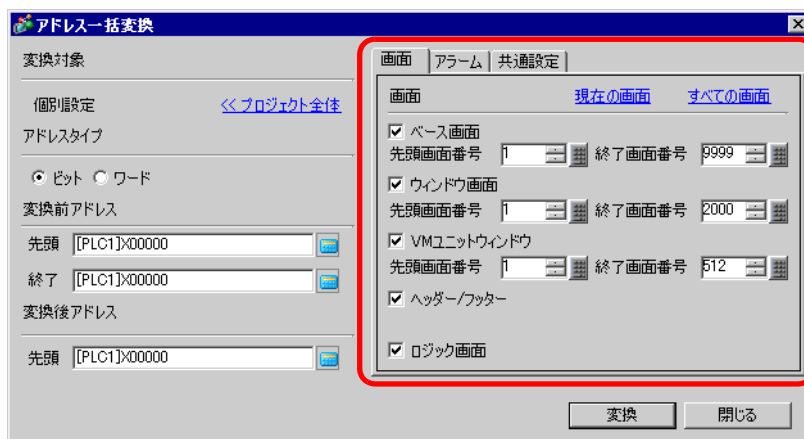 アドレス一括変換
変換対象
個別設定 << プロジェクト全体
アドレスタイプ
ビット ワード
変換前アドレス
先頭 [PLC1]X00000
終了 [PLC1]X00000
変換後アドレス
先頭 [PLC1]X00000
画面 アラーム 共通設定
画面 現在の画面 すべての画面
ベース画面
先頭画面番号 1 終了画面番号 9999
ウィンドウ画面
先頭画面番号 1 終了画面番号 2000
VMユニットウィンドウ
先頭画面番号 1 終了画面番号 512
ヘッダー/フッター
ロジック画面
変換 閉じる